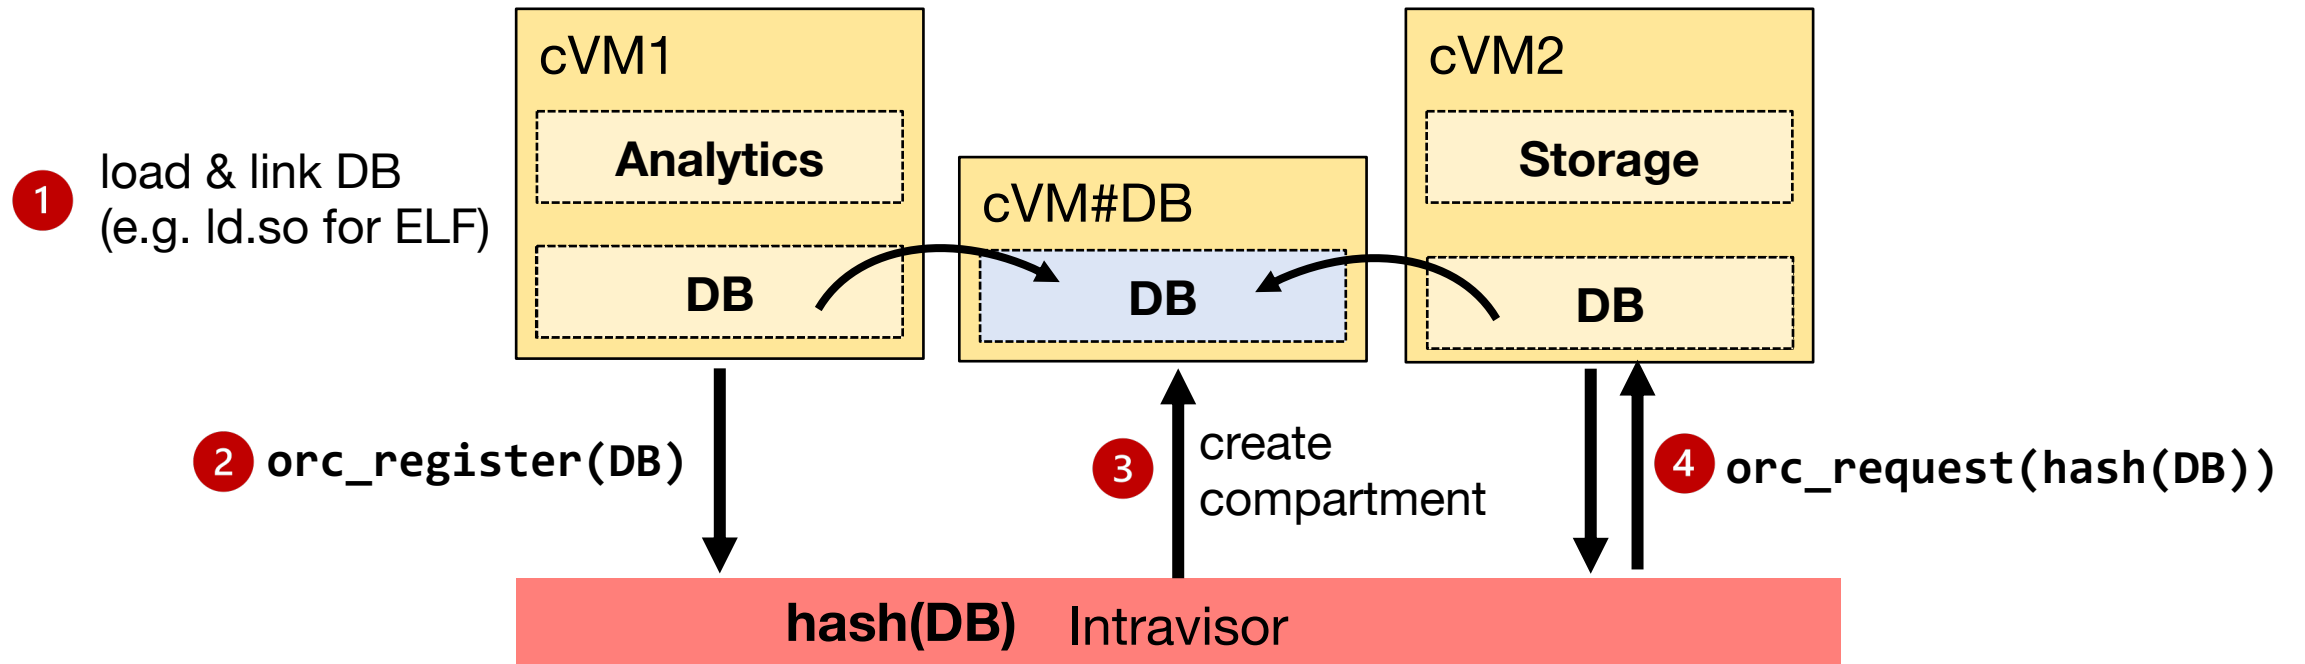 cVM1
Analytics
DB
cVM#DB
DB
cVM2
Storage
DB
1 load & link DB
(e.g. ld.so for ELF)
2 orc_register(DB)
3 create
compartment
4 orc_request(hash(DB))
hash(DB) Intravisor